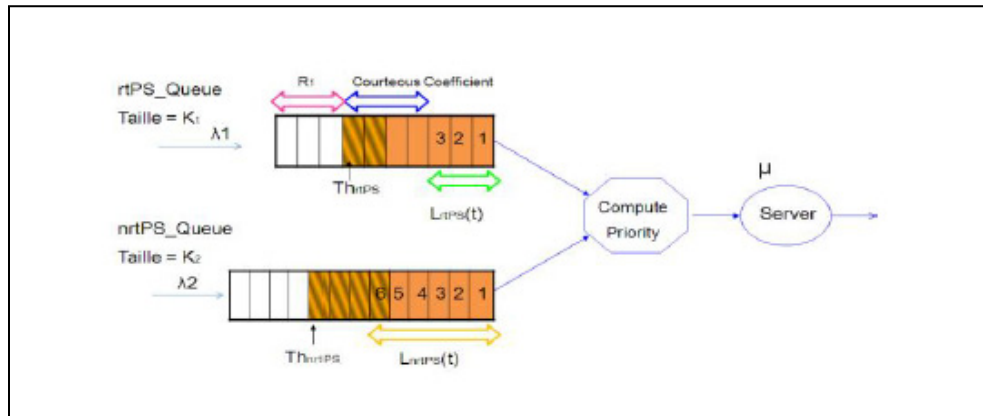 R1 Courteous Coefficient
rtPS_Queue
Taille = K1
λ1
3 2 1
ThrtPS
LrtPS(t)
μ
Compute
Priority
Server
nrtPS_Queue
Taille = K2
λ2
6 5 4 3 2 1
ThnrtPS
LnrtPS(t)